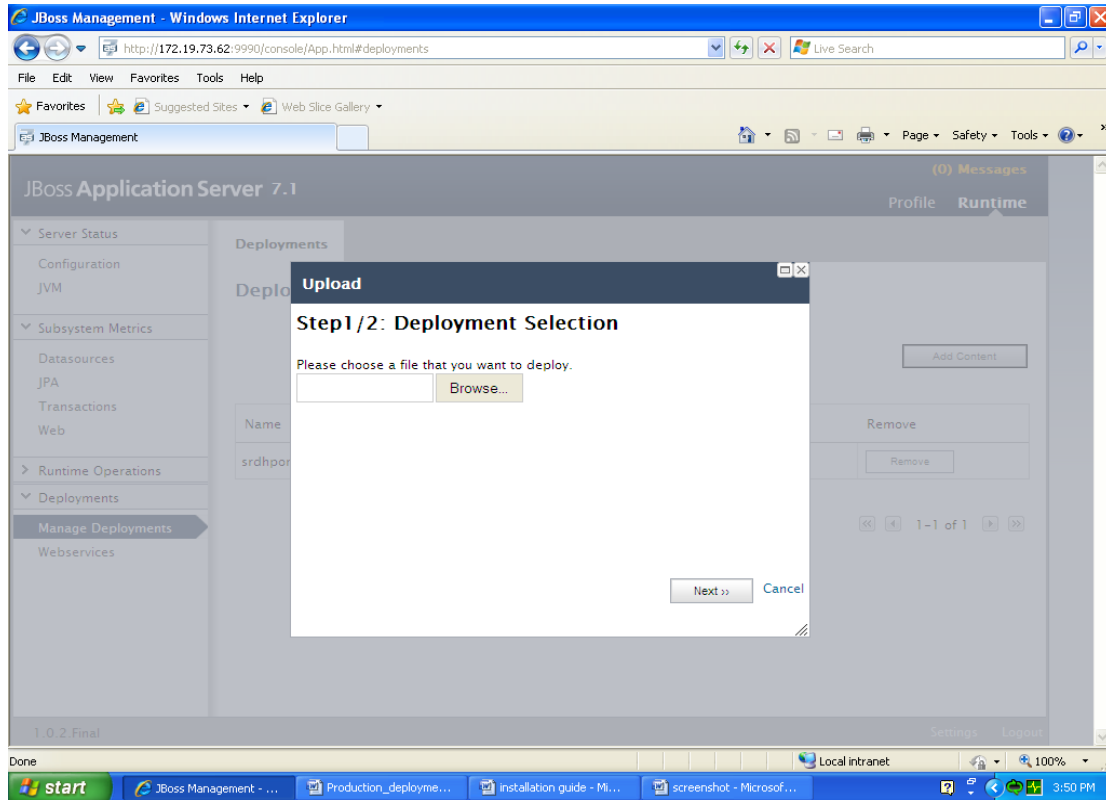 JBoss Management - Windows Internet Explorer
http://172.19.73.62:9990/console/App.html#deployments
Live Search
File Edit View Favorites Tools Help
Favorites Suggested Sites Web Slice Gallery
JBoss Management
Page Safety Tools
(0) Messages
JBoss Application Server 7.1
Profile Runtime
Server Status
Configuration
JVM
Subsystem Metrics
Datasources
JPA
Transactions
Web
Runtime Operations
Deployments
Manage Deployments
Webservices
Deployments
Deplo
Add Content
Name Remove
srdhpor Remove
1-1 of 1
Upload
Step1/2: Deployment Selection
Please choose a file that you want to deploy.
Browse...
Next ›› Cancel
1.0.2.Final Settings Logout
Done Local intranet 100%
start JBoss Management - ... Production_deployme... installation guide - Mi... screenshot - Microsof... 3:50 PM